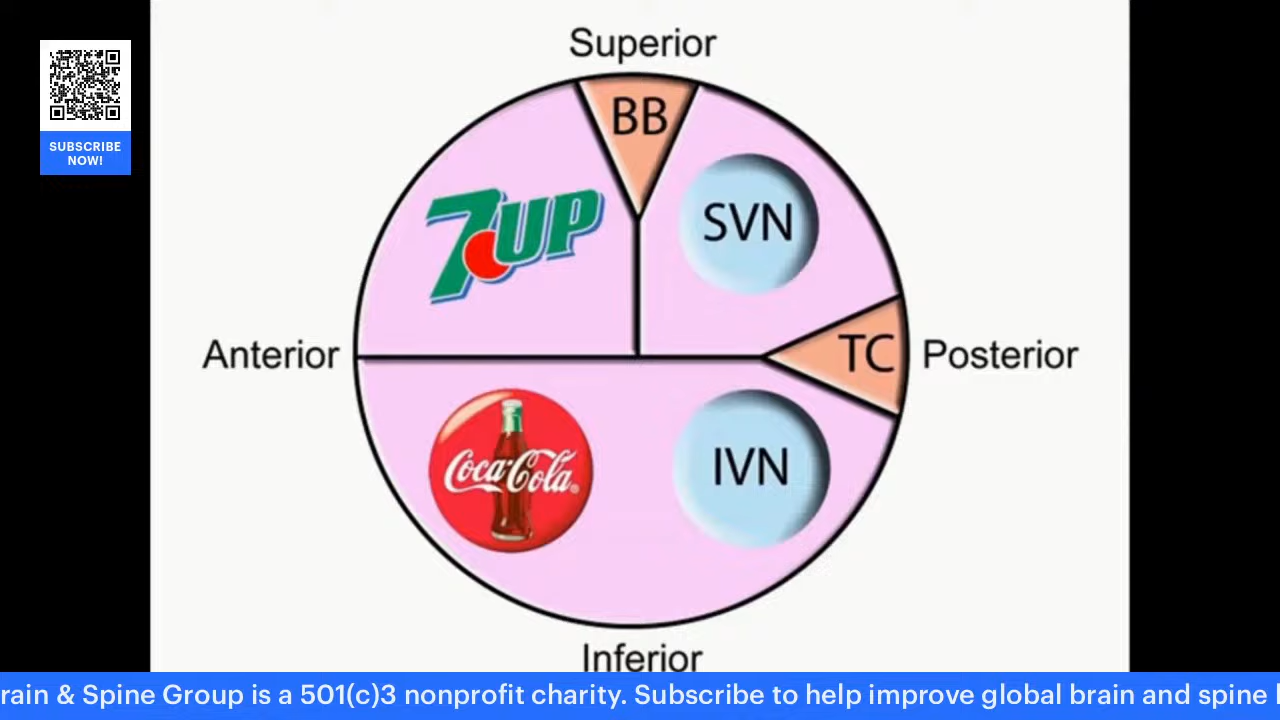 Superior
SUBSCRIBE
NOW!
BB
7UP
SVN
Anterior
TC
Posterior
Coca-Cola
IVN
Inferior
rain & Spine Group is a 501(c)3 nonprofit charity. Subscribe to help improve global brain and spine